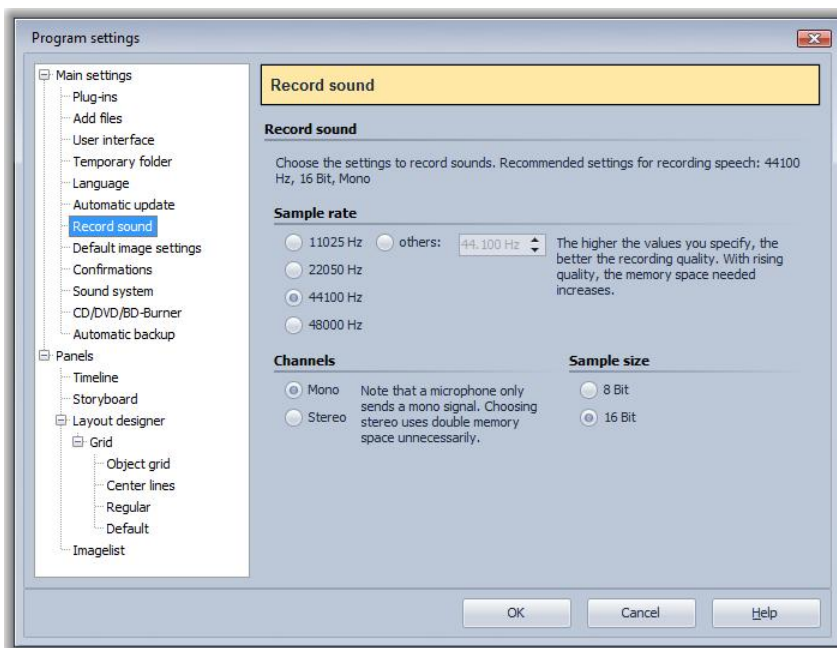 Program settings
Main settings
Plug-ins
Add files
User interface
Temporary folder
Language
Automatic update
Record sound
Default image settings
Confirmations
Sound system
CD/DVD/BD-Burner
Automatic backup
Panels
Timeline
Storyboard
Layout designer
Grid
Object grid
Center lines
Regular
Default
Imagelist
Record sound
Record sound
Choose the settings to record sounds. Recommended settings for recording speech: 44100
Hz, 16 Bit, Mono
Sample rate
11025 Hz others: 44.100 Hz
22050 Hz
44100 Hz
48000 Hz
The higher the values you specify, the
better the recording quality. With rising
quality, the memory space needed
increases.
Channels
Mono
Stereo
Note that a microphone only
sends a mono signal. Choosing
stereo uses double memory
space unnecessarily.
Sample size
8 Bit
16 Bit
OK Cancel Help